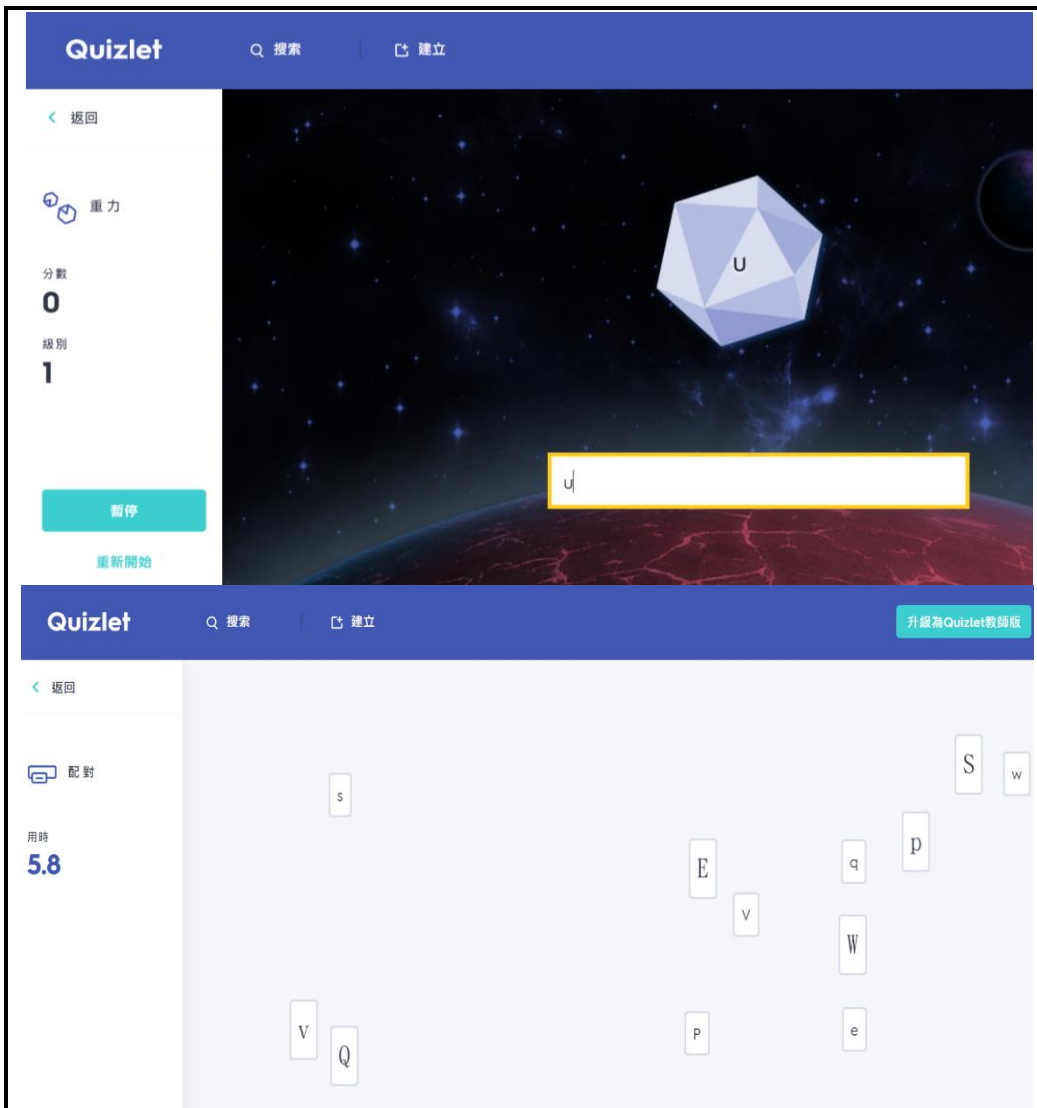 Quizlet 搜索 建立
返回
重力
U
分數
0
級別
1
u
暫停
重新開始
Quizlet 搜索 建立 升級為Quizlet教師版
返回
配對
S w
s
用時
5.8
E q p
V
W
V Q
P e